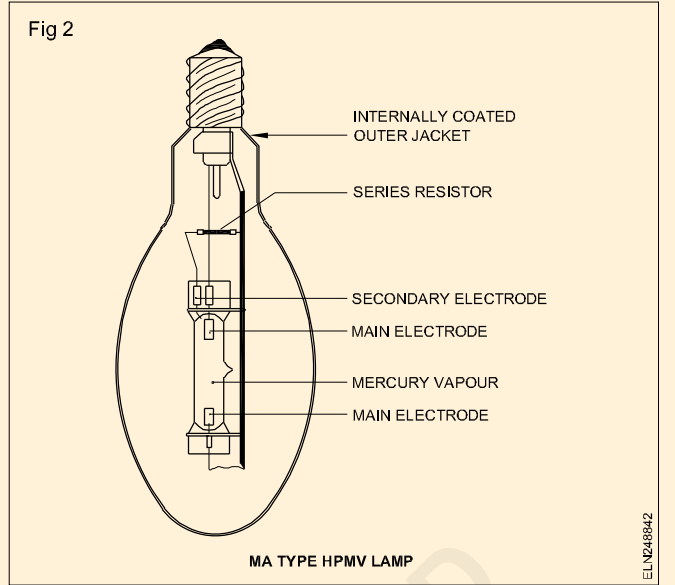 Fig 2
INTERNALLY COATED
OUTER JACKET
SERIES RESISTOR
SECONDARY ELECTRODE
MAIN ELECTRODE
MERCURY VAPOUR
MAIN ELECTRODE
MA TYPE HPMV LAMP
ELN248842